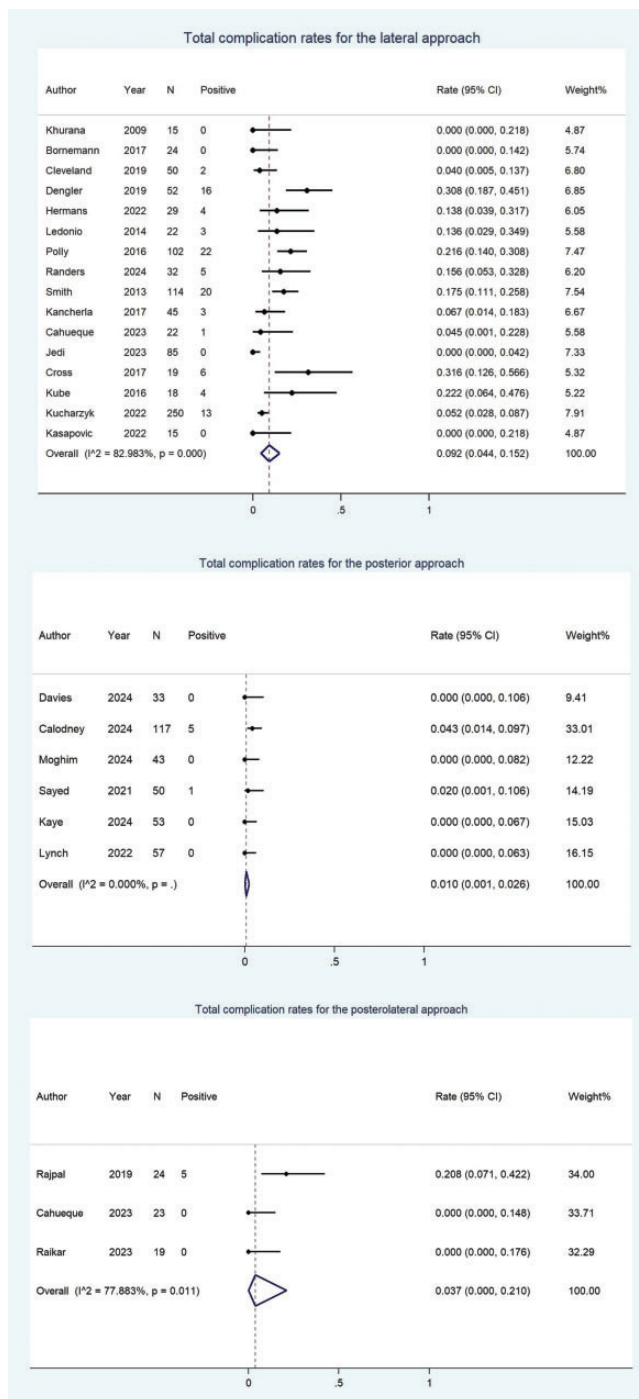 Total complication rates for the lateral approach
Author Year N Positive Rate (95% CI) Weight%
Khurana 2009 15 0 0.000 (0.000, 0.218) 4.87
Bornemann 2017 24 0 0.000 (0.000, 0.142) 5.74
Cleveland 2019 50 2 0.040 (0.005, 0.137) 6.80
Dengler 2019 52 16 0.308 (0.187, 0.451) 6.85
Hermans 2022 29 4 0.138 (0.039, 0.317) 6.05
Ledonio 2014 22 3 0.136 (0.029, 0.349) 5.58
Polly 2016 102 22 0.216 (0.140, 0.308) 7.47
Randers 2024 32 5 0.156 (0.053, 0.328) 6.20
Smith 2013 114 20 0.175 (0.111, 0.258) 7.54
Kancherla 2017 45 3 0.067 (0.014, 0.183) 6.67
Cahueque 2023 22 1 0.045 (0.001, 0.228) 5.58
Jedi 2023 85 0 0.000 (0.000, 0.042) 7.33
Cross 2017 19 6 0.316 (0.126, 0.566) 5.32
Kube 2016 18 4 0.222 (0.064, 0.476) 5.22
Kucharzyk 2022 250 13 0.052 (0.028, 0.087) 7.91
Kasapovic 2022 15 0 0.000 (0.000, 0.218) 4.87
Overall (I^2 = 82.983%, p = 0.000) 0.092 (0.044, 0.152) 100.00
0 .5 1
Total complication rates for the posterior approach
Author Year N Positive Rate (95% CI) Weight%
Davies 2024 33 0 0.000 (0.000, 0.106) 9.41
Calodney 2024 117 5 0.043 (0.014, 0.097) 33.01
Moghim 2024 43 0 0.000 (0.000, 0.082) 12.22
Sayed 2021 50 1 0.020 (0.001, 0.106) 14.19
Kaye 2024 53 0 0.000 (0.000, 0.067) 15.03
Lynch 2022 57 0 0.000 (0.000, 0.063) 16.15
Overall (I^2 = 0.000%, p = .) 0.010 (0.001, 0.026) 100.00
0 .5 1
Total complication rates for the posterolateral approach
Author Year N Positive Rate (95% CI) Weight%
Rajpal 2019 24 5 0.208 (0.071, 0.422) 34.00
Cahueque 2023 23 0 0.000 (0.000, 0.148) 33.71
Raikar 2023 19 0 0.000 (0.000, 0.176) 32.29
Overall (I^2 = 77.883%, p = 0.011) 0.037 (0.000, 0.210) 100.00
0 .5 1